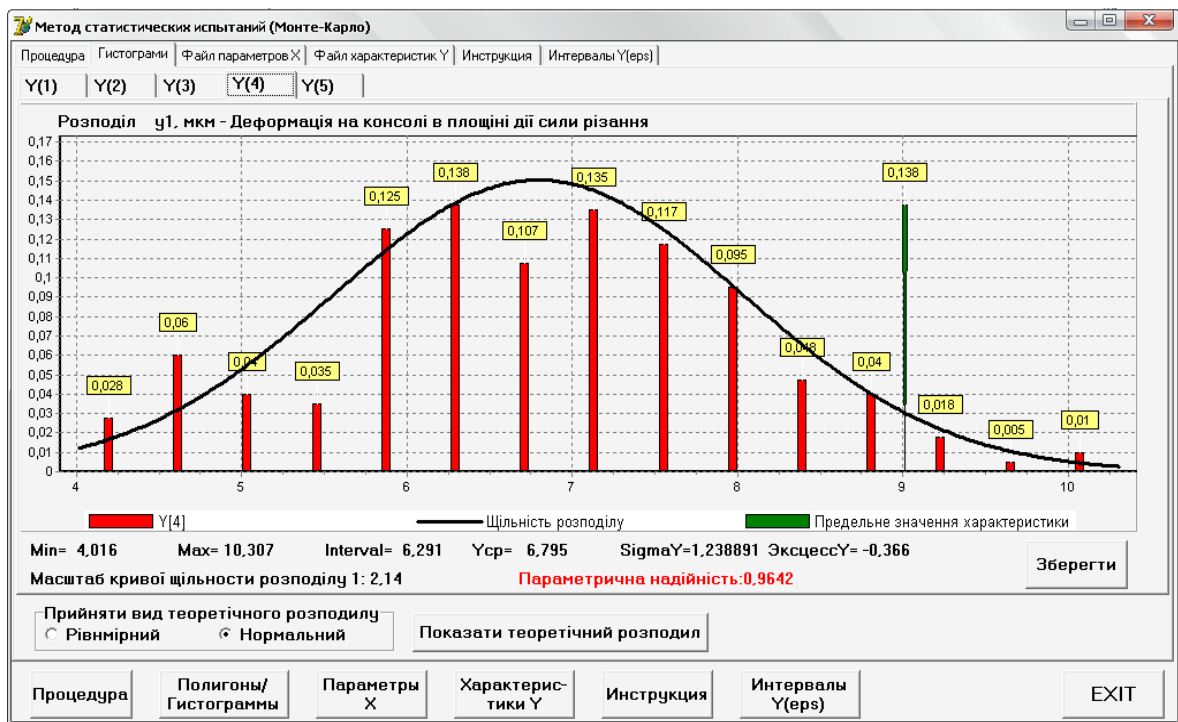 Метод статистических испытаний (Монте-Карло)
Процедура Гистограми Файл параметров X Файл характеристик Y Инструкция Интервалы Y(eps)
Y(1) Y(2) Y(3) Y(4) Y(5)
Розподіл y1, мкм - Деформація на консолі в площіні дії сили різання
0,17
0,16
0,15
0,14
0,13
0,12
0,11
0,1
0,09
0,08
0,07
0,06
0,05
0,04
0,03
0,02
0,01
0
0,028
0,06
0,04
0,035
0,125
0,138
0,107
0,135
0,117
0,095
0,048
0,04
0,138
0,018
0,005
0,01
4 5 6 7 8 9 10
Y[4] Щільність розподілу Предельне значення характеристики
Min= 4,016 Max= 10,307 Interval= 6,291 Yср= 6,795 SigmaY=1,238891 ЭксцессY= -0,366
Масштаб кривої щільности розподілу 1: 2,14 Параметрична надійність:0,9642
Зберегти
Прийняти вид теоретічного розподилу
Рівнмірний Нормальний
Показати теоретічний розподил
Процедура
Полигоны/
Гистограммы
Параметры
X
Характерис-
тики Y
Инструкция
Интервалы
Y(eps)
EXIT